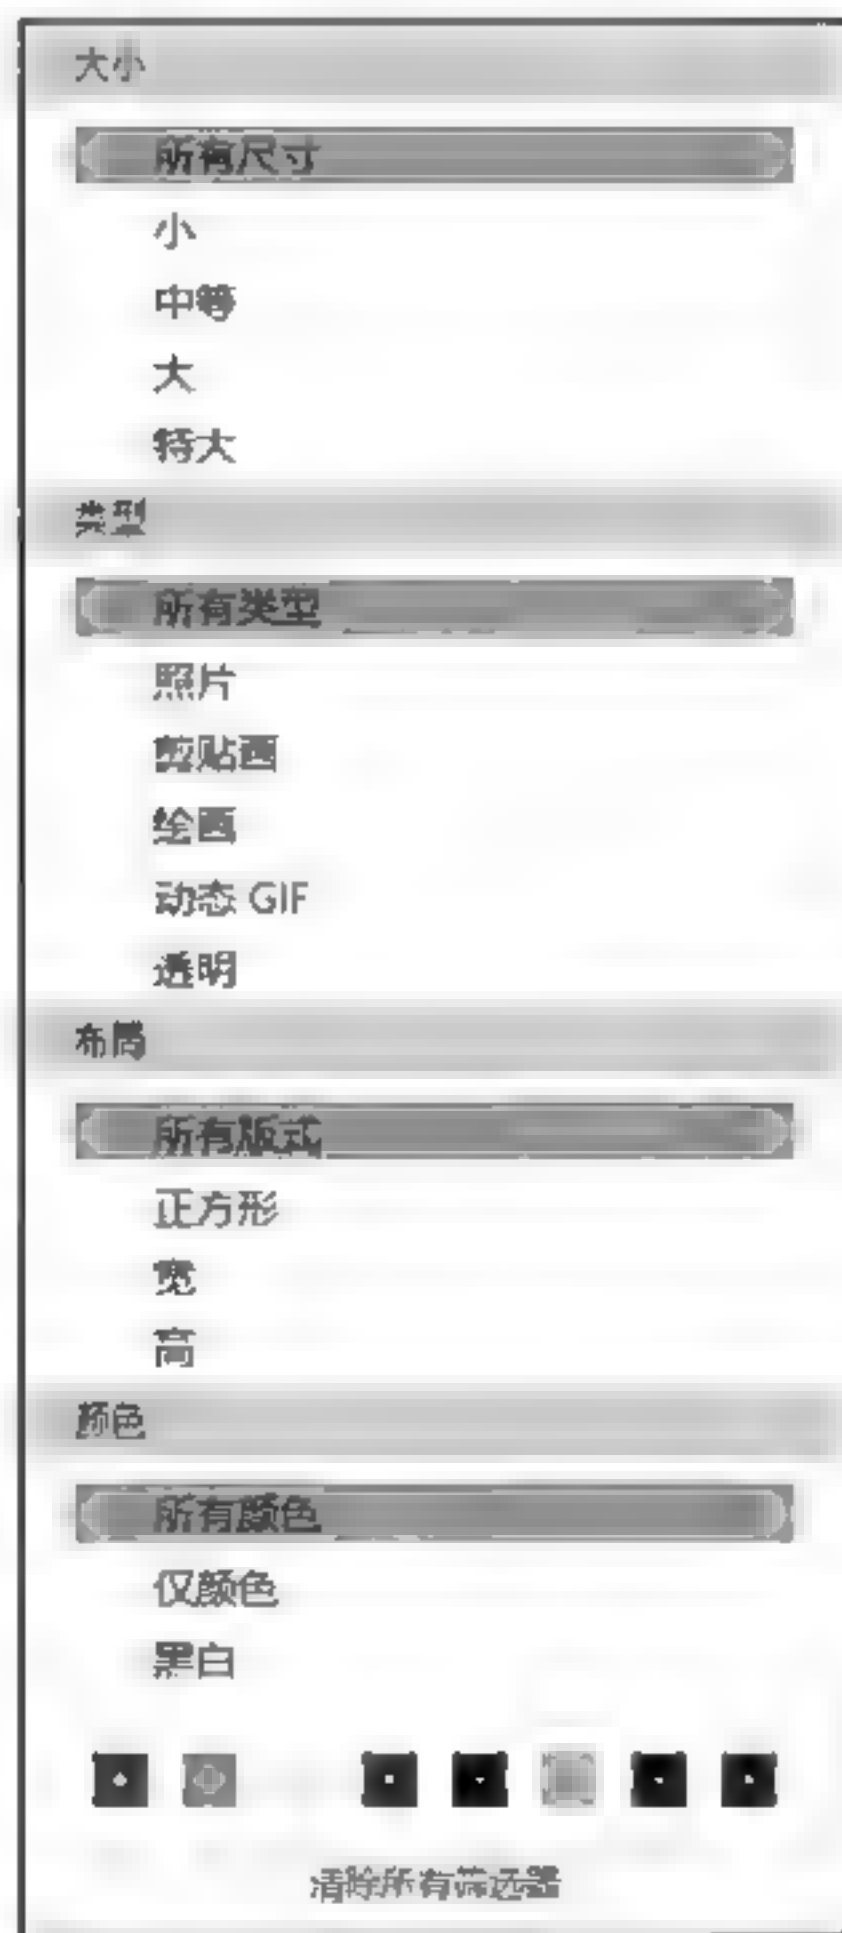 大小
所有尺寸
小
中等
大
特大
类型
所有类型
照片
剪贴画
绘画
动态 GIF
透明
布局
所有版式
正方形
宽
高
颜色
所有颜色
仅颜色
黑白
清除所有筛选器